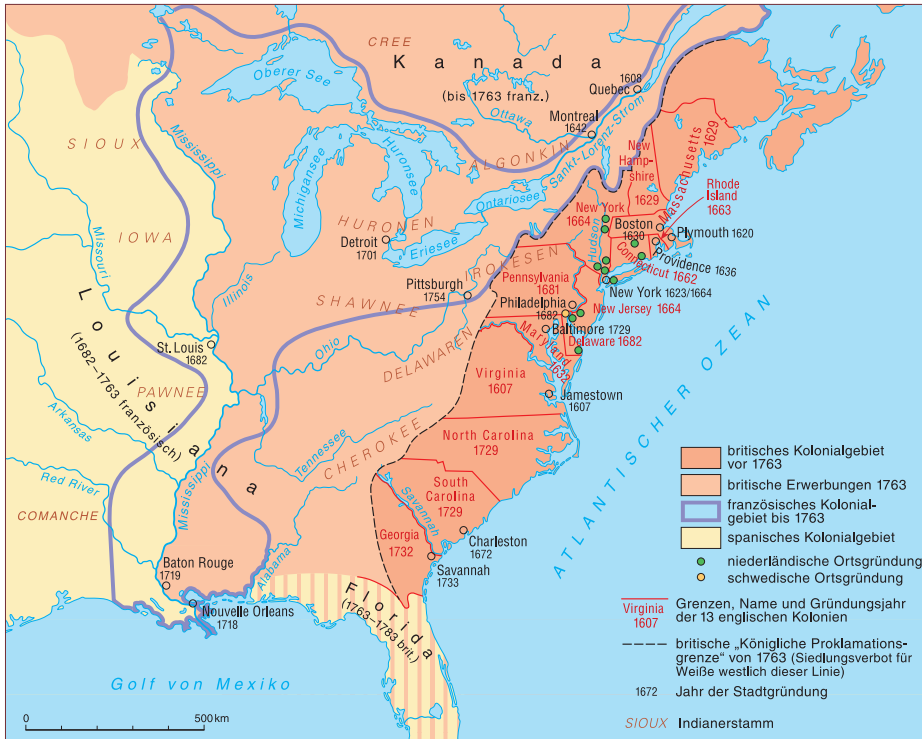 CREE
Kanada
(bis 1763 franz.)
1608
Quebec
Oberer See
Ottawa
Montreal
1642
Sankt-Lorenz-Strom
ALGONKIN
SIOUX
Mississippi
Michigansee
Huronsee
Ontariosee
Eriesee
HURONEN
Detroit
1701
IROKESEN
New
Hamp-
shire
1629
Massachusetts
1629
Rhode
Island
1663
New York
1664
Boston
1630
Plymouth 1620
Hudson
Providence 1636
Connecticut 1662
Missouri
IOWA
Illinois
Pittsburgh
1754
Pennsylvania
1681
New York 1623/1664
SHAWNEE
Philadelphia
1682
New Jersey 1664
Baltimore 1729
Delaware 1682
Maryland
1632
DELAWAREN
Ohio
Louisiana
(1682–1763 französisch)
St. Louis
1682
PAWNEE
Virginia
1607
Jamestown
1607
Arkansas
Tennessee
CHEROKEE
North Carolina
1729
Red River
Mississippi
South
Carolina
1729
Savannah
COMANCHE
Georgia
1732
Charleston
1672
Savannah
1733
Baton Rouge
1719
Alabama
Nouvelle Orleans
1718
Florida
(1763–1783 brit.)
Golf von Mexiko
ATLANTISCHER OZEAN
0 500 km
britisches Kolonialgebiet
vor 1763
britische Erwerbungen 1763
französisches Kolonial-
gebiet bis 1763
spanisches Kolonialgebiet
niederländische Ortsgründung
schwedische Ortsgründung
Virginia
1607
Grenzen, Name und Gründungsjahr
der 13 englischen Kolonien
britische „Königliche Proklamations-
grenze“ von 1763 (Siedlungsverbot für
Weiße westlich dieser Linie)
1672 Jahr der Stadtgründung
SIOUX Indianerstamm